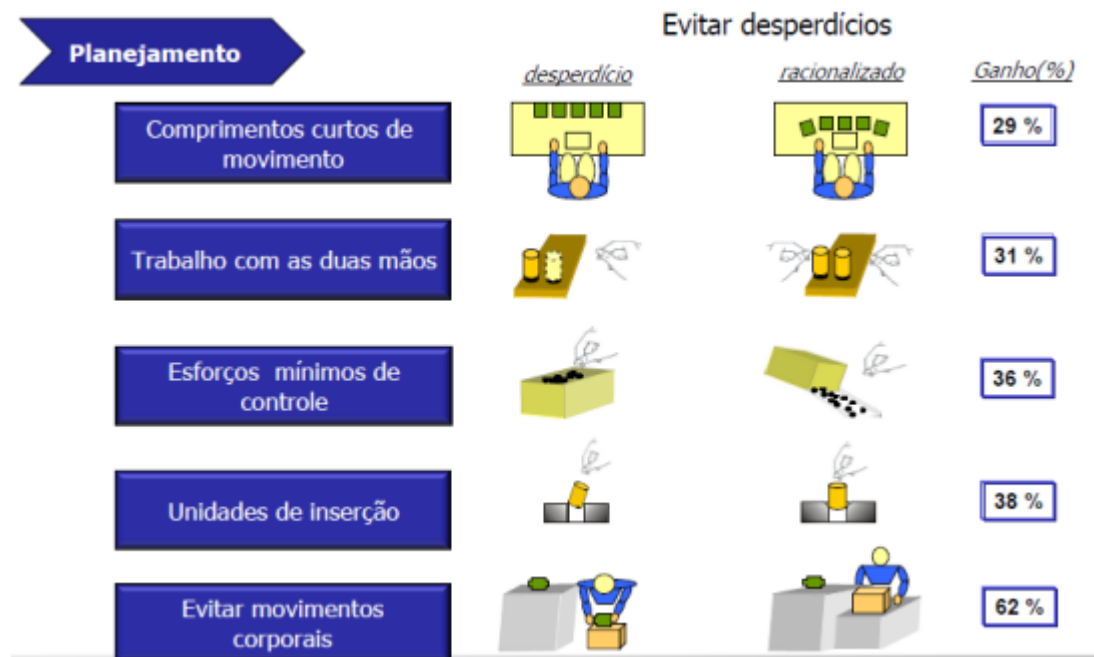 Planejamento
Evitar desperdícios
desperdício
racionalizado
Ganho(%)
Comprimentos curtos de
movimento
29 %
Trabalho com as duas mãos
31 %
Esforços mínimos de
controle
36 %
Unidades de inserção
38 %
Evitar movimentos
corporais
62 %